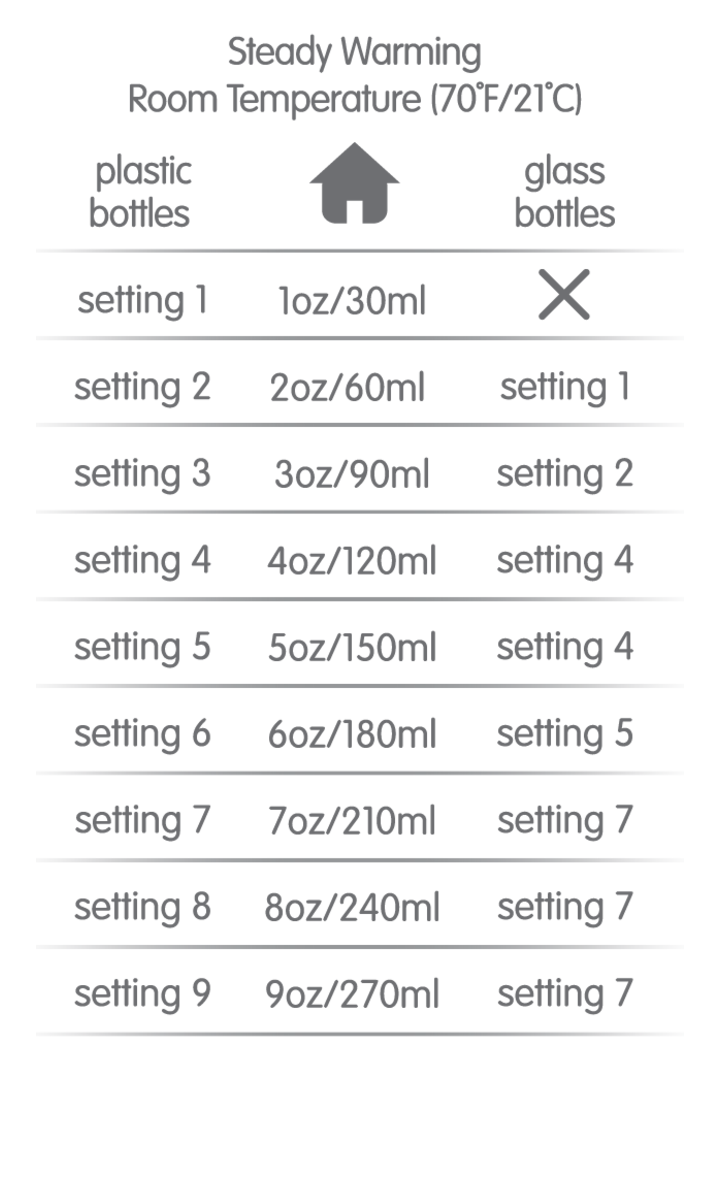 Steady Warming
Room Temperature (70°F/21°C)
plastic bottles glass bottles
setting 1 1oz/30ml
setting 2 2oz/60ml setting 1
setting 3 3oz/90ml setting 2
setting 4 4oz/120ml setting 4
setting 5 5oz/150ml setting 4
setting 6 6oz/180ml setting 5
setting 7 7oz/210ml setting 7
setting 8 8oz/240ml setting 7
setting 9 9oz/270ml setting 7